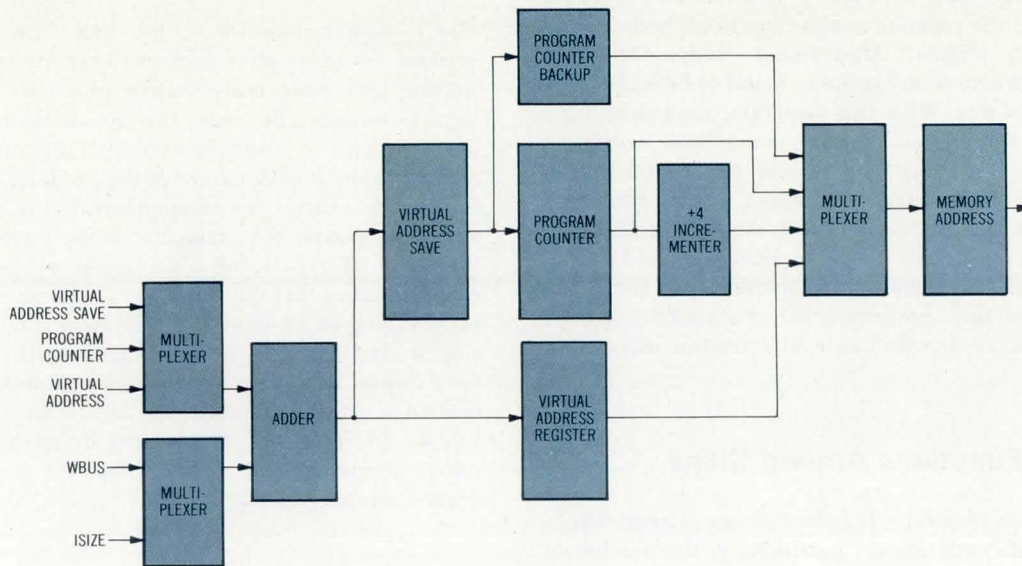 PROGRAM
COUNTER
BACKUP
VIRTUAL
ADDRESS
SAVE
PROGRAM
COUNTER
+4
INCRE-
MENTER
MULTI-
PLEXER
MEMORY
ADDRESS
VIRTUAL
ADDRESS SAVE
PROGRAM
COUNTER
VIRTUAL
ADDRESS
MULTI-
PLEXER
ADDER
VIRTUAL
ADDRESS
REGISTER
WBUS
ISIZE
MULTI-
PLEXER